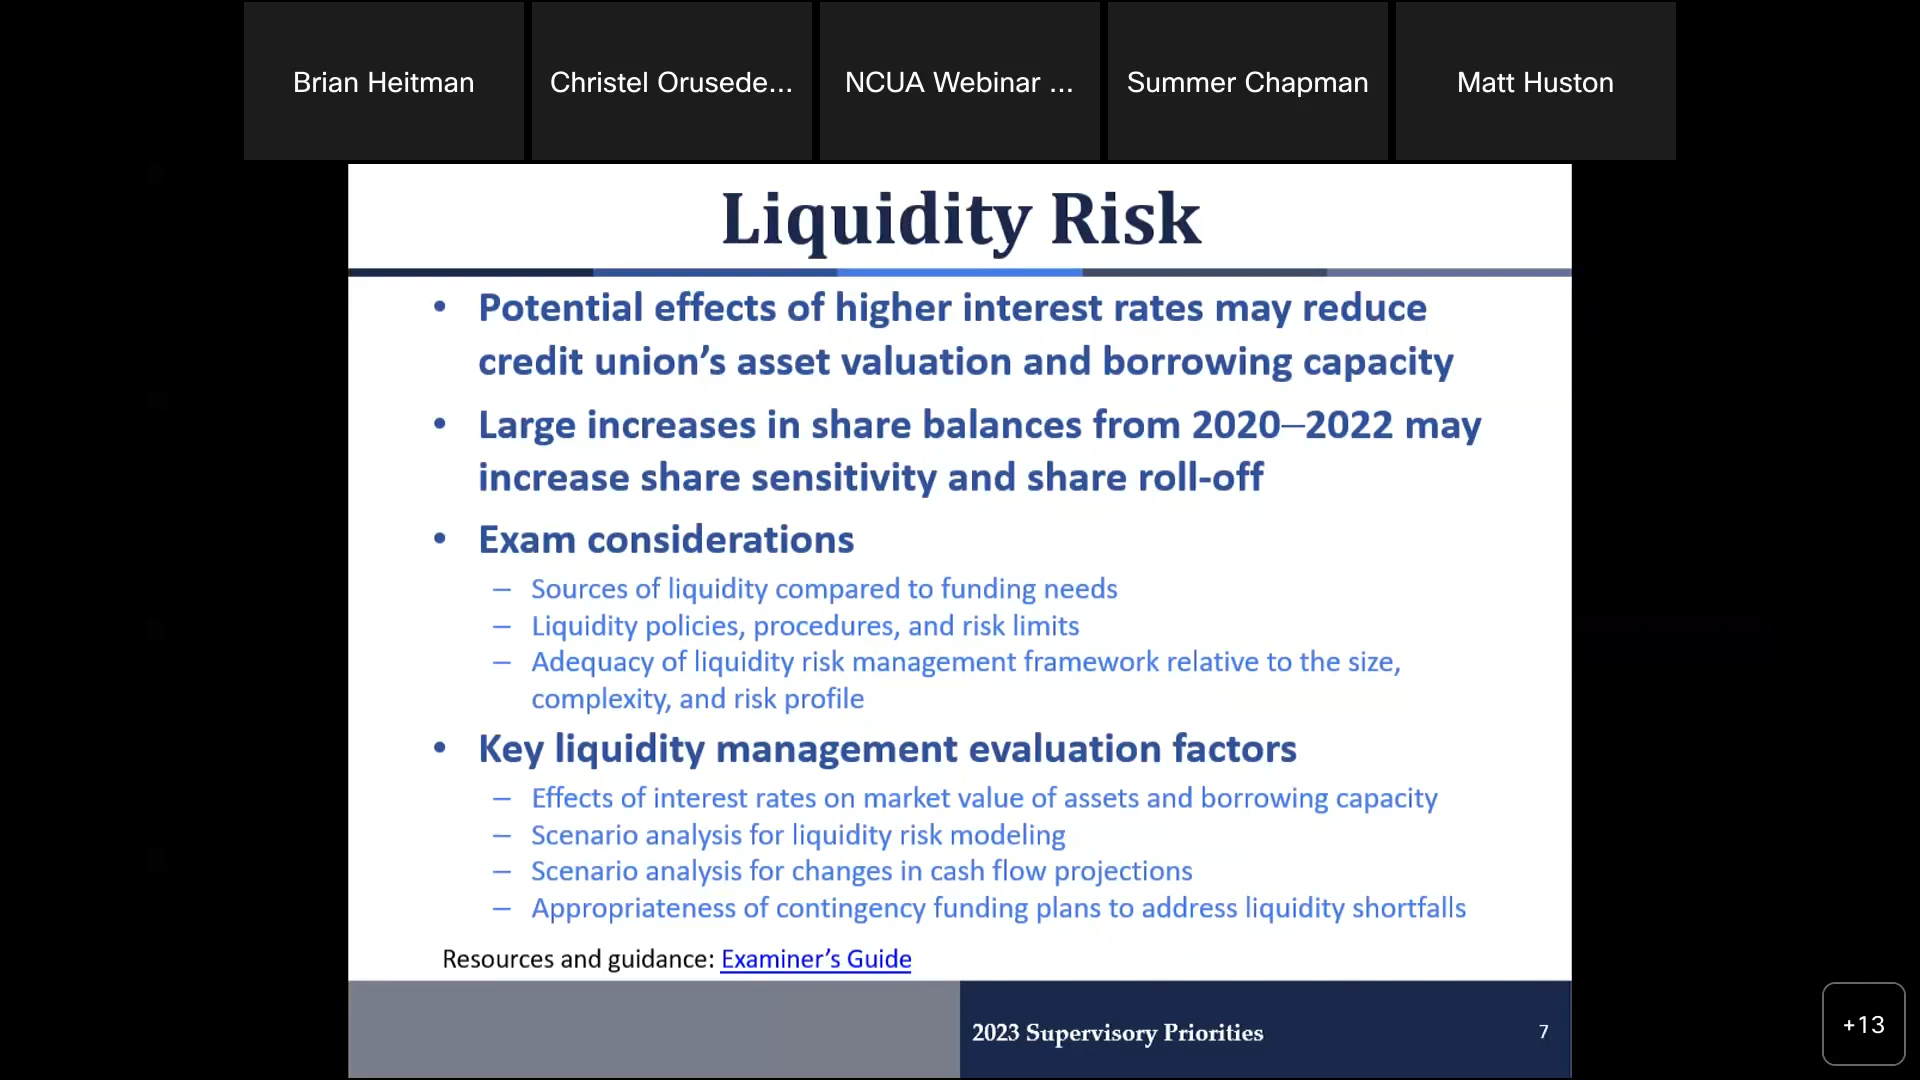 Brian Heitman
Christel Orusede...
NCUA Webinar ...
Summer Chapman
Matt Huston
Liquidity Risk
• Potential effects of higher interest rates may reduce
credit union’s asset valuation and borrowing capacity
• Large increases in share balances from 2020–2022 may
increase share sensitivity and share roll-off
• Exam considerations
– Sources of liquidity compared to funding needs
– Liquidity policies, procedures, and risk limits
– Adequacy of liquidity risk management framework relative to the size,
complexity, and risk profile
• Key liquidity management evaluation factors
– Effects of interest rates on market value of assets and borrowing capacity
– Scenario analysis for liquidity risk modeling
– Scenario analysis for changes in cash flow projections
– Appropriateness of contingency funding plans to address liquidity shortfalls
Resources and guidance: Examiner’s Guide
2023 Supervisory Priorities
7
+13